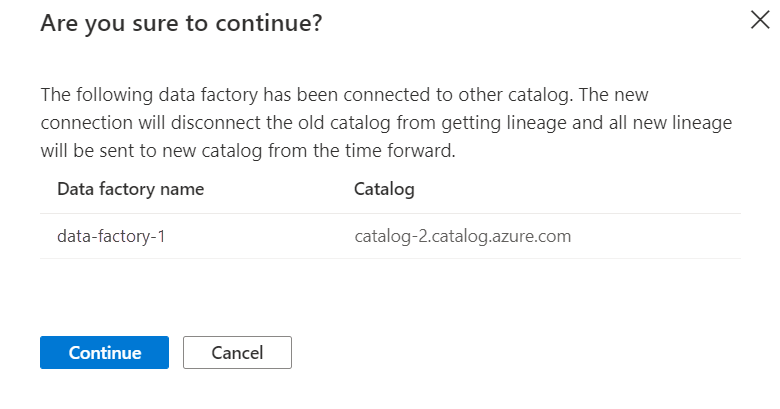 Are you sure to continue?
The following data factory has been connected to other catalog. The new
connection will disconnect the old catalog from getting lineage and all new lineage
will be sent to new catalog from the time forward.
Data factory name Catalog
data-factory-1 catalog-2.catalog.azure.com
Continue Cancel